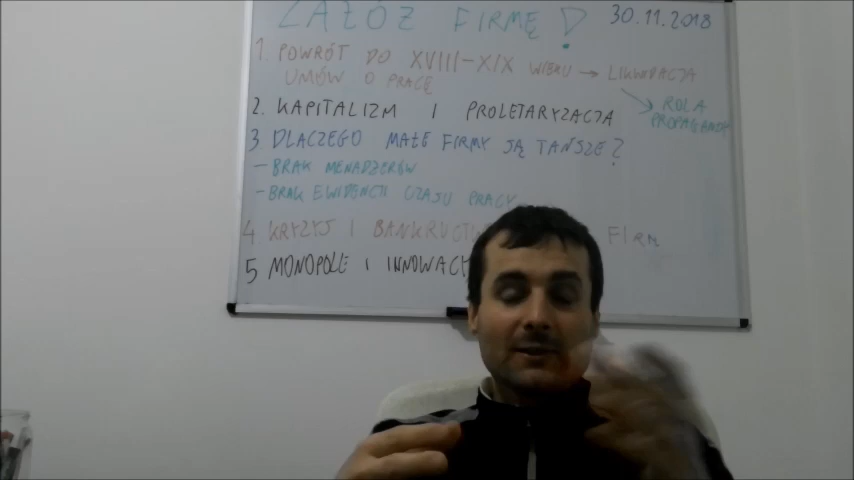 ZAŁÓŻ FIRMĘ! 30.11.2018
1. POWRÓT DO XVIII-XIX WIEKU → LIKWIDACJA
UMÓW O PRACĘ
→ ROLA
PROPAGANDY
2. KAPITALIZM I PROLETARYZACJA
3 DLACZEGO MAŁE FIRMY SĄ TAŃSZE?
- BRAK MENADŻERÓW
- BRAK EWIDENCJI CZASU PRACY
4 KRYZYS I BANKRUCTW FIRM
5 MONOPOLE I INNOWAC